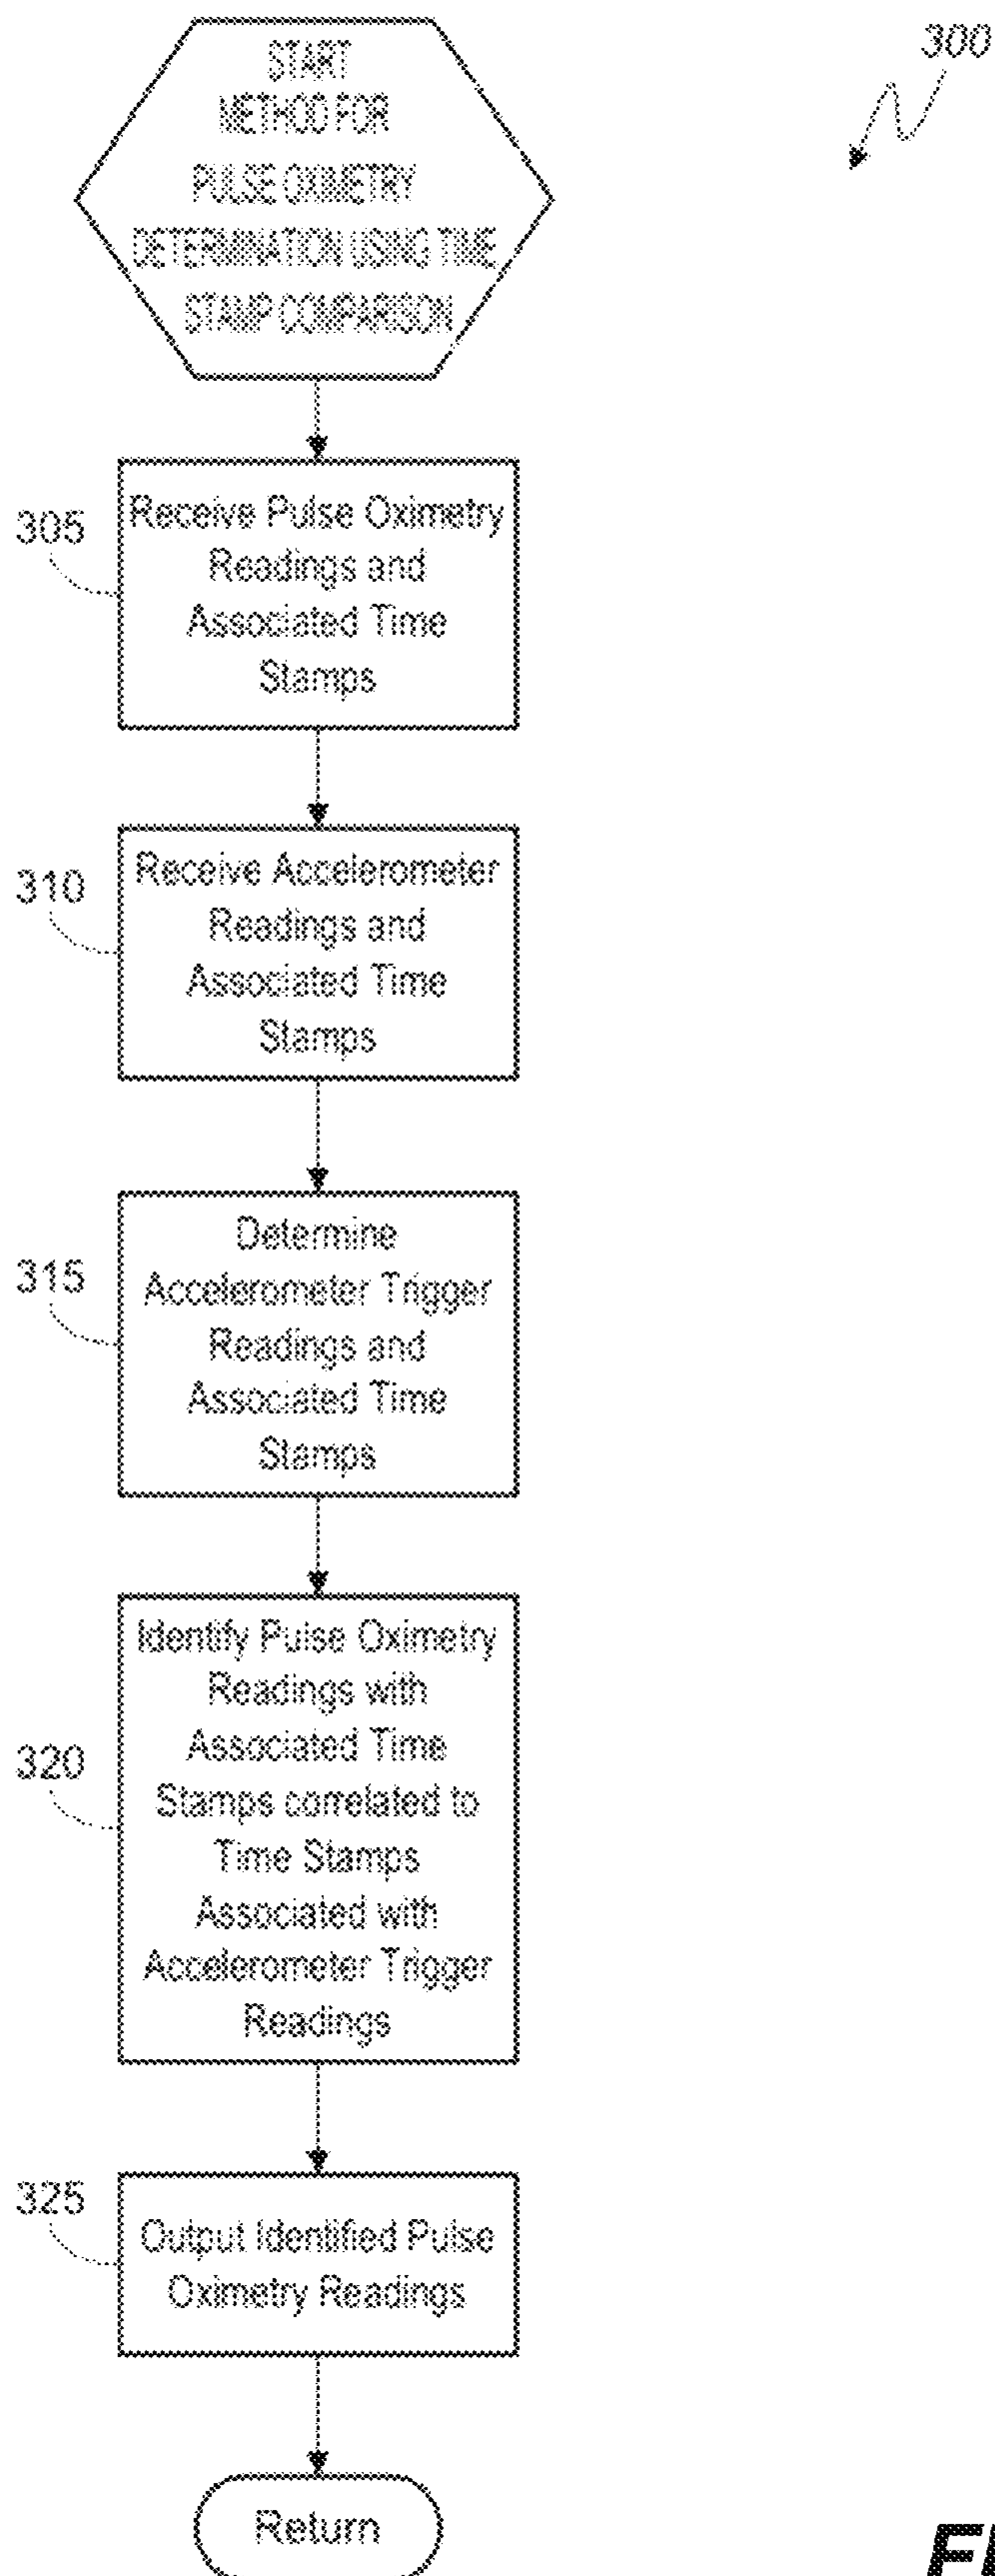 300
START
METHOD FOR
PULSE OXIMETRY
DETERMINATION USING TIME
STAMP COMPARISON
305
Receive Pulse Oximetry
Readings and
Associated Time
Stamps
310
Receive Accelerometer
Readings and
Associated Time
Stamps
315
Determine
Accelerometer Trigger
Readings and
Associated Time
Stamps
320
Identify Pulse Oximetry
Readings with
Associated Time
Stamps correlated to
Time Stamps
Associated with
Accelerometer Trigger
Readings
325
Output Identified Pulse
Oximetry Readings
Return